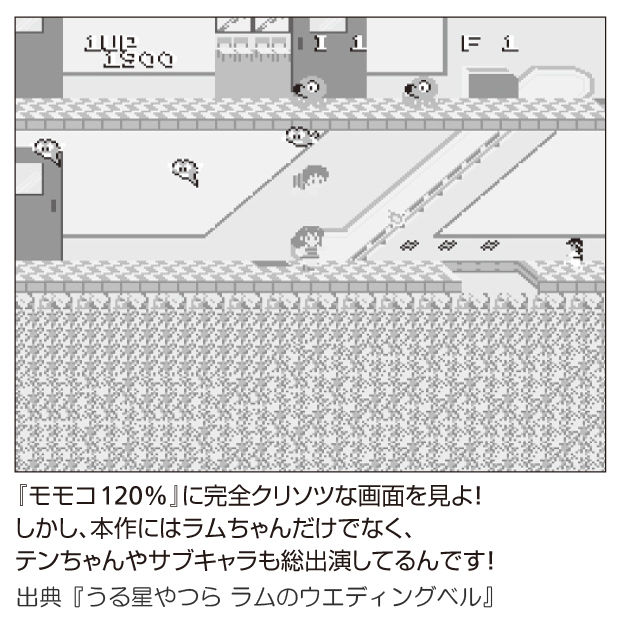 1UP
1900
I 1
F 1
『モモコ120%』に完全クリソツな画面を見よ!
しかし、本作にはラムちゃんだけでなく、
テンちゃんやサブキャラも総出演してるんです!
出典『うる星やつら ラムのウエディングベル』